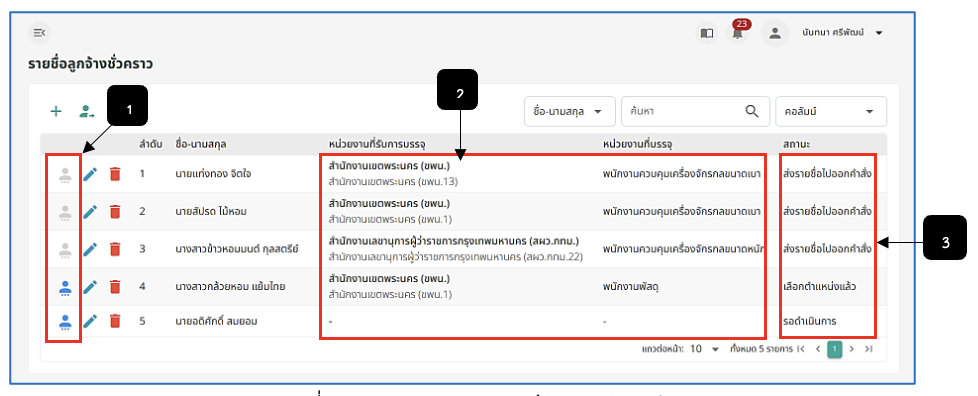 23
นันทนา ศรีพัฒน์
รายชื่อลูกจ้างชั่วคราว
1
2
ชื่อ-นามสกุล
ค้นหา
คอลัมน์
ลำดับ ชื่อ-นามสกุล หน่วยงานที่รับการบรรจุ หน่วยงานที่บรรจุ สถานะ
1 นายแท่งทอง จิตใจ สำนักงานเขตพระนคร (ขพน.) พนักงานควบคุมเครื่องจักรกลขนาดเบา ส่งรายชื่อไปออกคำสั่ง
สำนักงานเขตพระนคร (ขพน.13)
2 นายสัปรด ไม้หอม สำนักงานเขตพระนคร (ขพน.) พนักงานควบคุมเครื่องจักรกลขนาดเบา ส่งรายชื่อไปออกคำสั่ง
สำนักงานเขตพระนคร (ขพน.1)
3 นางสาวข้าวหอมมนต์ กุลสตรีย์ สำนักงานเลขานุการผู้ว่าราชการกรุงเทพมหานคร (สผว.กทม.) พนักงานควบคุมเครื่องจักรกลขนาดหนัก ส่งรายชื่อไปออกคำสั่ง
สำนักงานเลขานุการผู้ว่าราชการกรุงเทพมหานคร (สผว.กทม.22)
3
4 นางสาวกล้วยหอม แย้มไทย สำนักงานเขตพระนคร (ขพน.) พนักงานพัสดุ เลือกตำแหน่งแล้ว
สำนักงานเขตพระนคร (ขพน.1)
5 นายอดิศักดิ์ สมยอม - - รอดำเนินการ
แถวต่อหน้า: 10 ทั้งหมด 5 รายการ 1